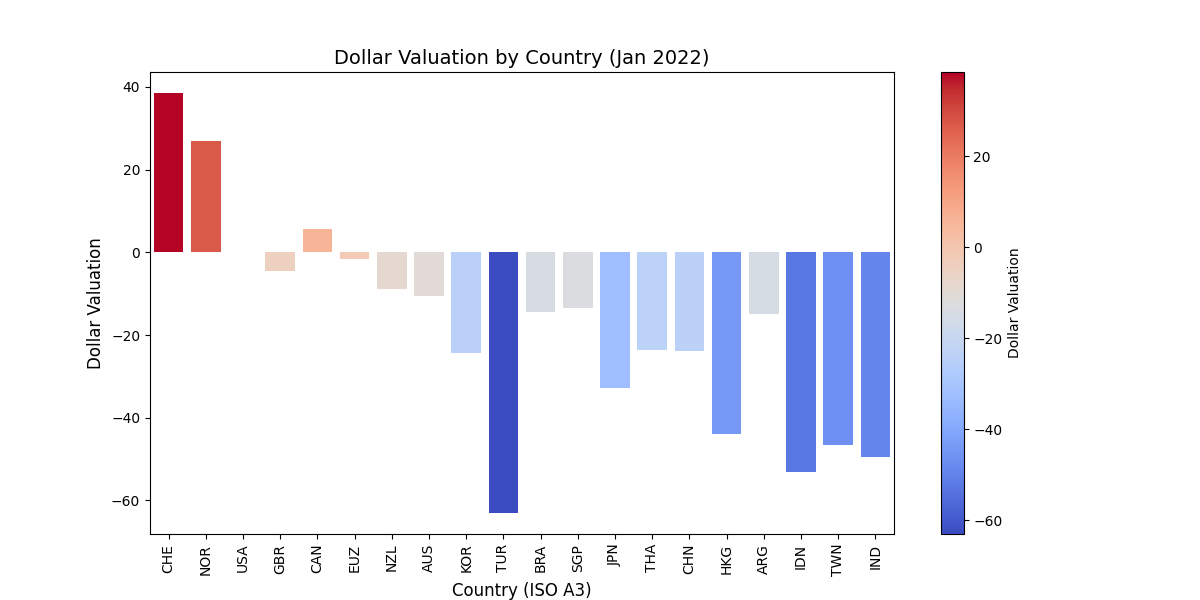 Dollar Valuation by Country (Jan 2022)
Dollar Valuation
40
20
0
−20
−40
−60
CHE NOR USA GBR CAN EUZ NZL AUS KOR TUR BRA SGP JPN THA CHN HKG ARG IDN TWN IND
Country (ISO A3)
20
0
−20
−40
−60
Dollar Valuation